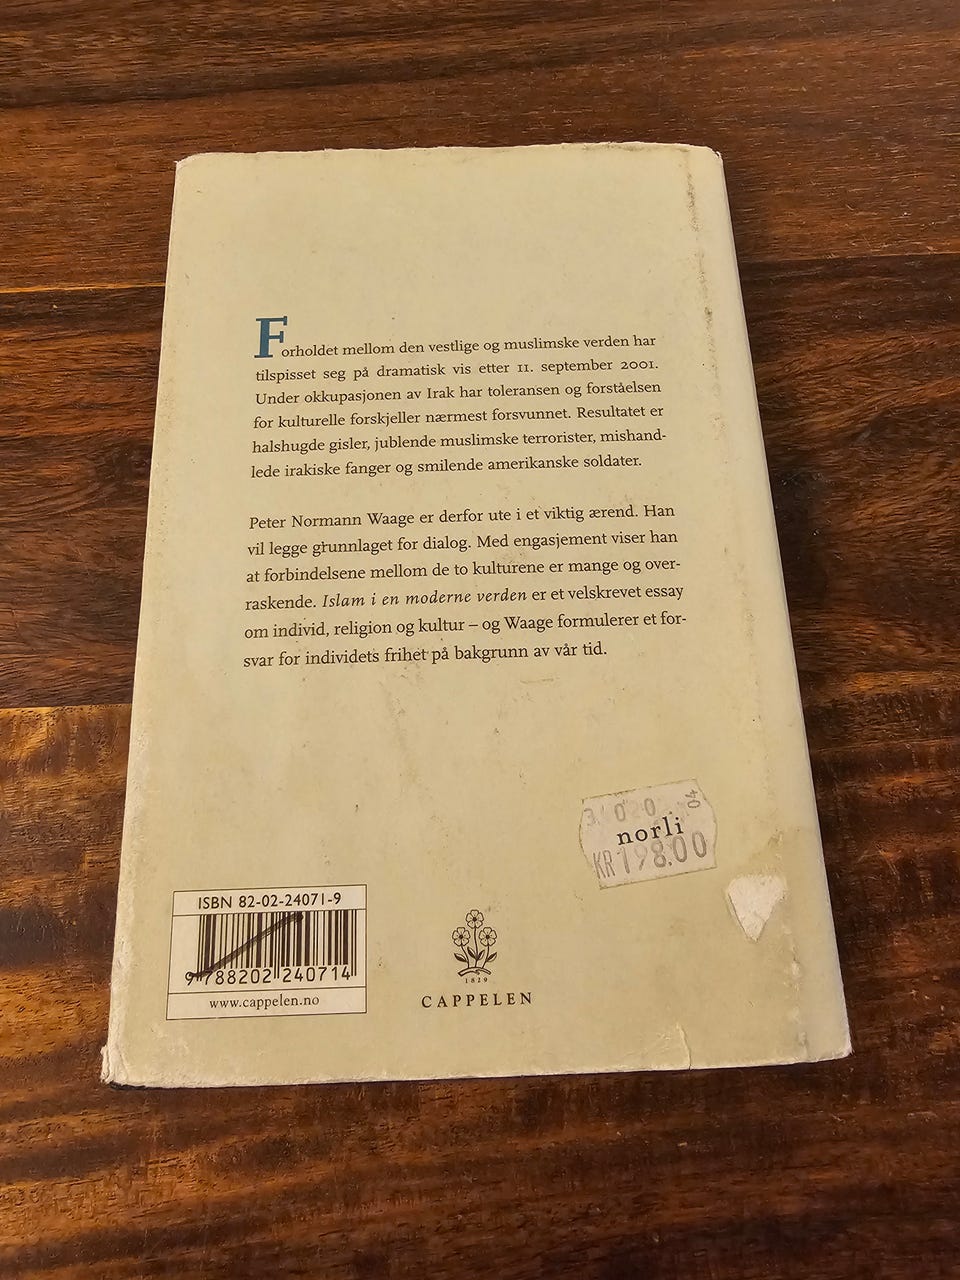 Forholdet mellom den vestlige og muslimske verden har
tilspisset seg på dramatisk vis etter 11. september 2001.
Under okkupasjonen av Irak har toleransen og forståelsen
for kulturelle forskjeller nærmest forsvunnet. Resultatet er
halshugde gisler, jublende muslimske terrorister, mishand-
lede irakiske fanger og smilende amerikanske soldater.
Peter Normann Waage er derfor ute i et viktig ærend. Han
vil legge grunnlaget for dialog. Med engasjement viser han
at forbindelsene mellom de to kulturene er mange og over-
raskende. Islam i en moderne verden er et velskrevet essay
om individ, religion og kultur – og Waage formulerer et for-
svar for individets frihet på bakgrunn av vår tid.
04
norli
KR 198.00
ISBN 82-02-24071-9
9 788202 240714
www.cappelen.no
1829
CAPPELEN